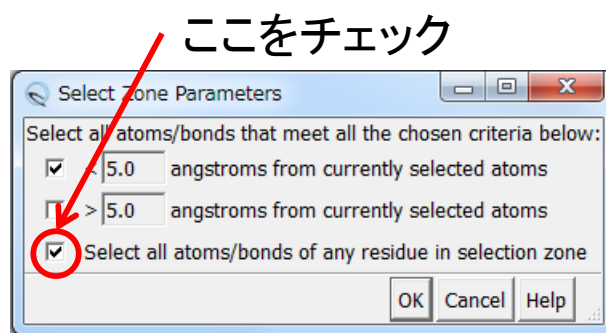 ここをチェック
Select Zone Parameters
Select all atoms/bonds that meet all the chosen criteria below:
< 5.0 angstroms from currently selected atoms
> 5.0 angstroms from currently selected atoms
Select all atoms/bonds of any residue in selection zone
OK Cancel Help